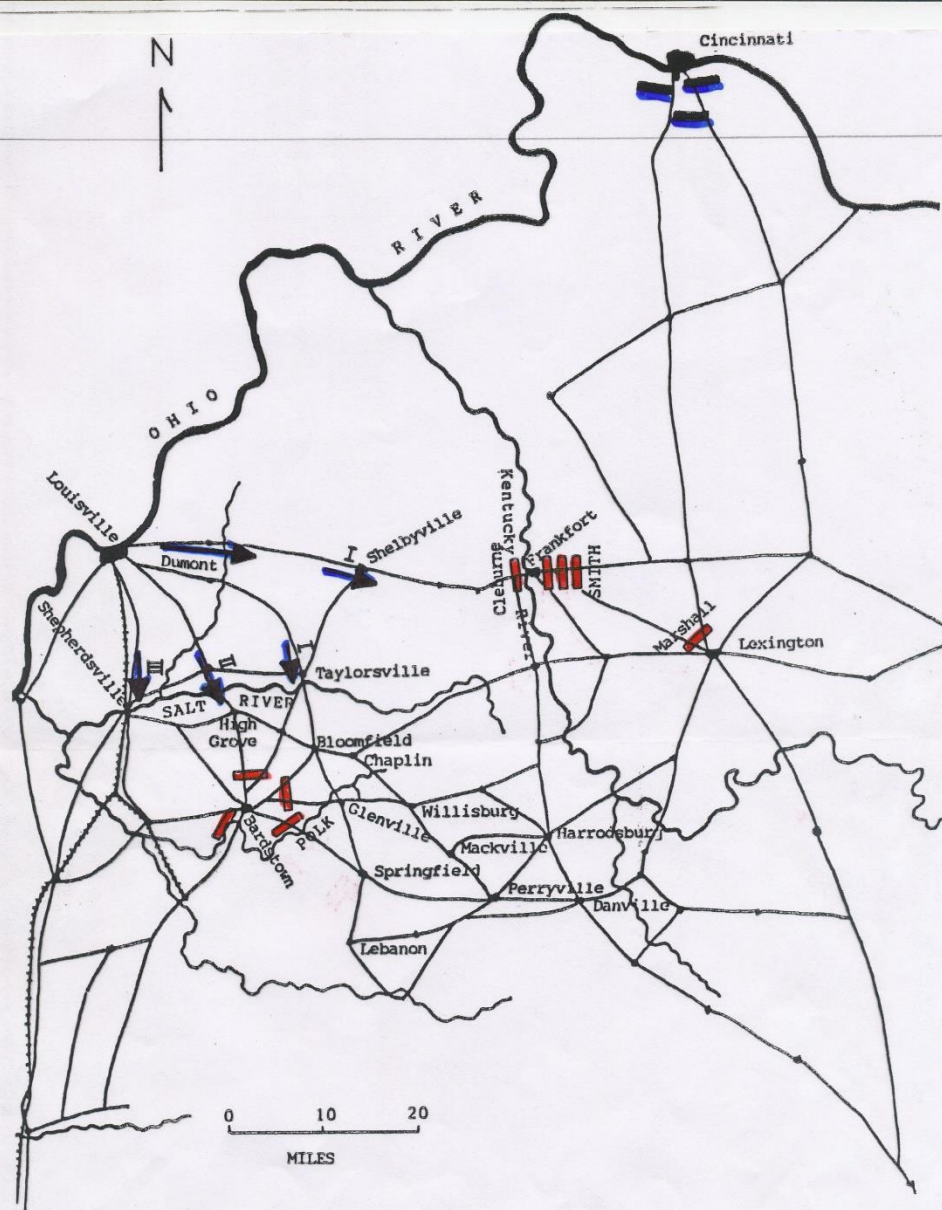 N
Cincinnati
RIVER
OHIO
Louisville
Dumont
I
Shelbyville
Kentucky
River
Frankfort
Cleburne
SMITH
Marshall
Lexington
Shepherdsville
III
II
I
Taylorsville
SALT RIVER
High
Grove
Bloomfield
Chaplin
Bardstown
POLK
Glenville
Willisburg
Harrodsburg
Mackville
Springfield
Perryville
Danville
Lebanon
0 10 20
MILES